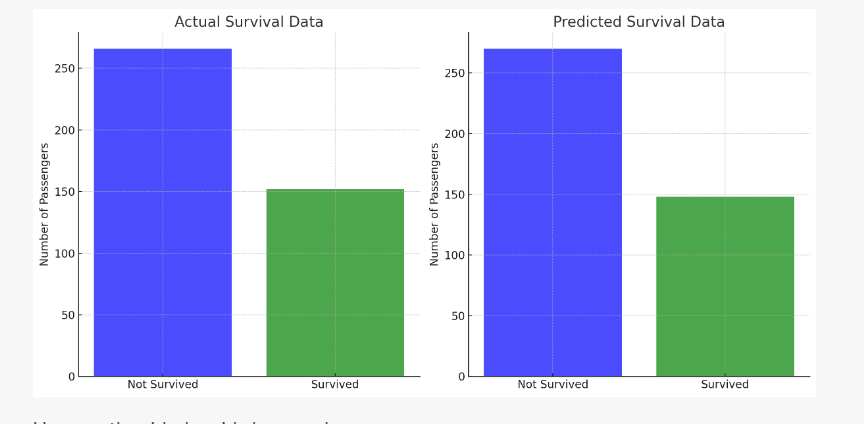 Actual Survival Data
250
200
150
100
50
0
Number of Passengers
Not Survived
Survived
Predicted Survival Data
250
200
150
100
50
0
Number of Passengers
Not Survived
Survived